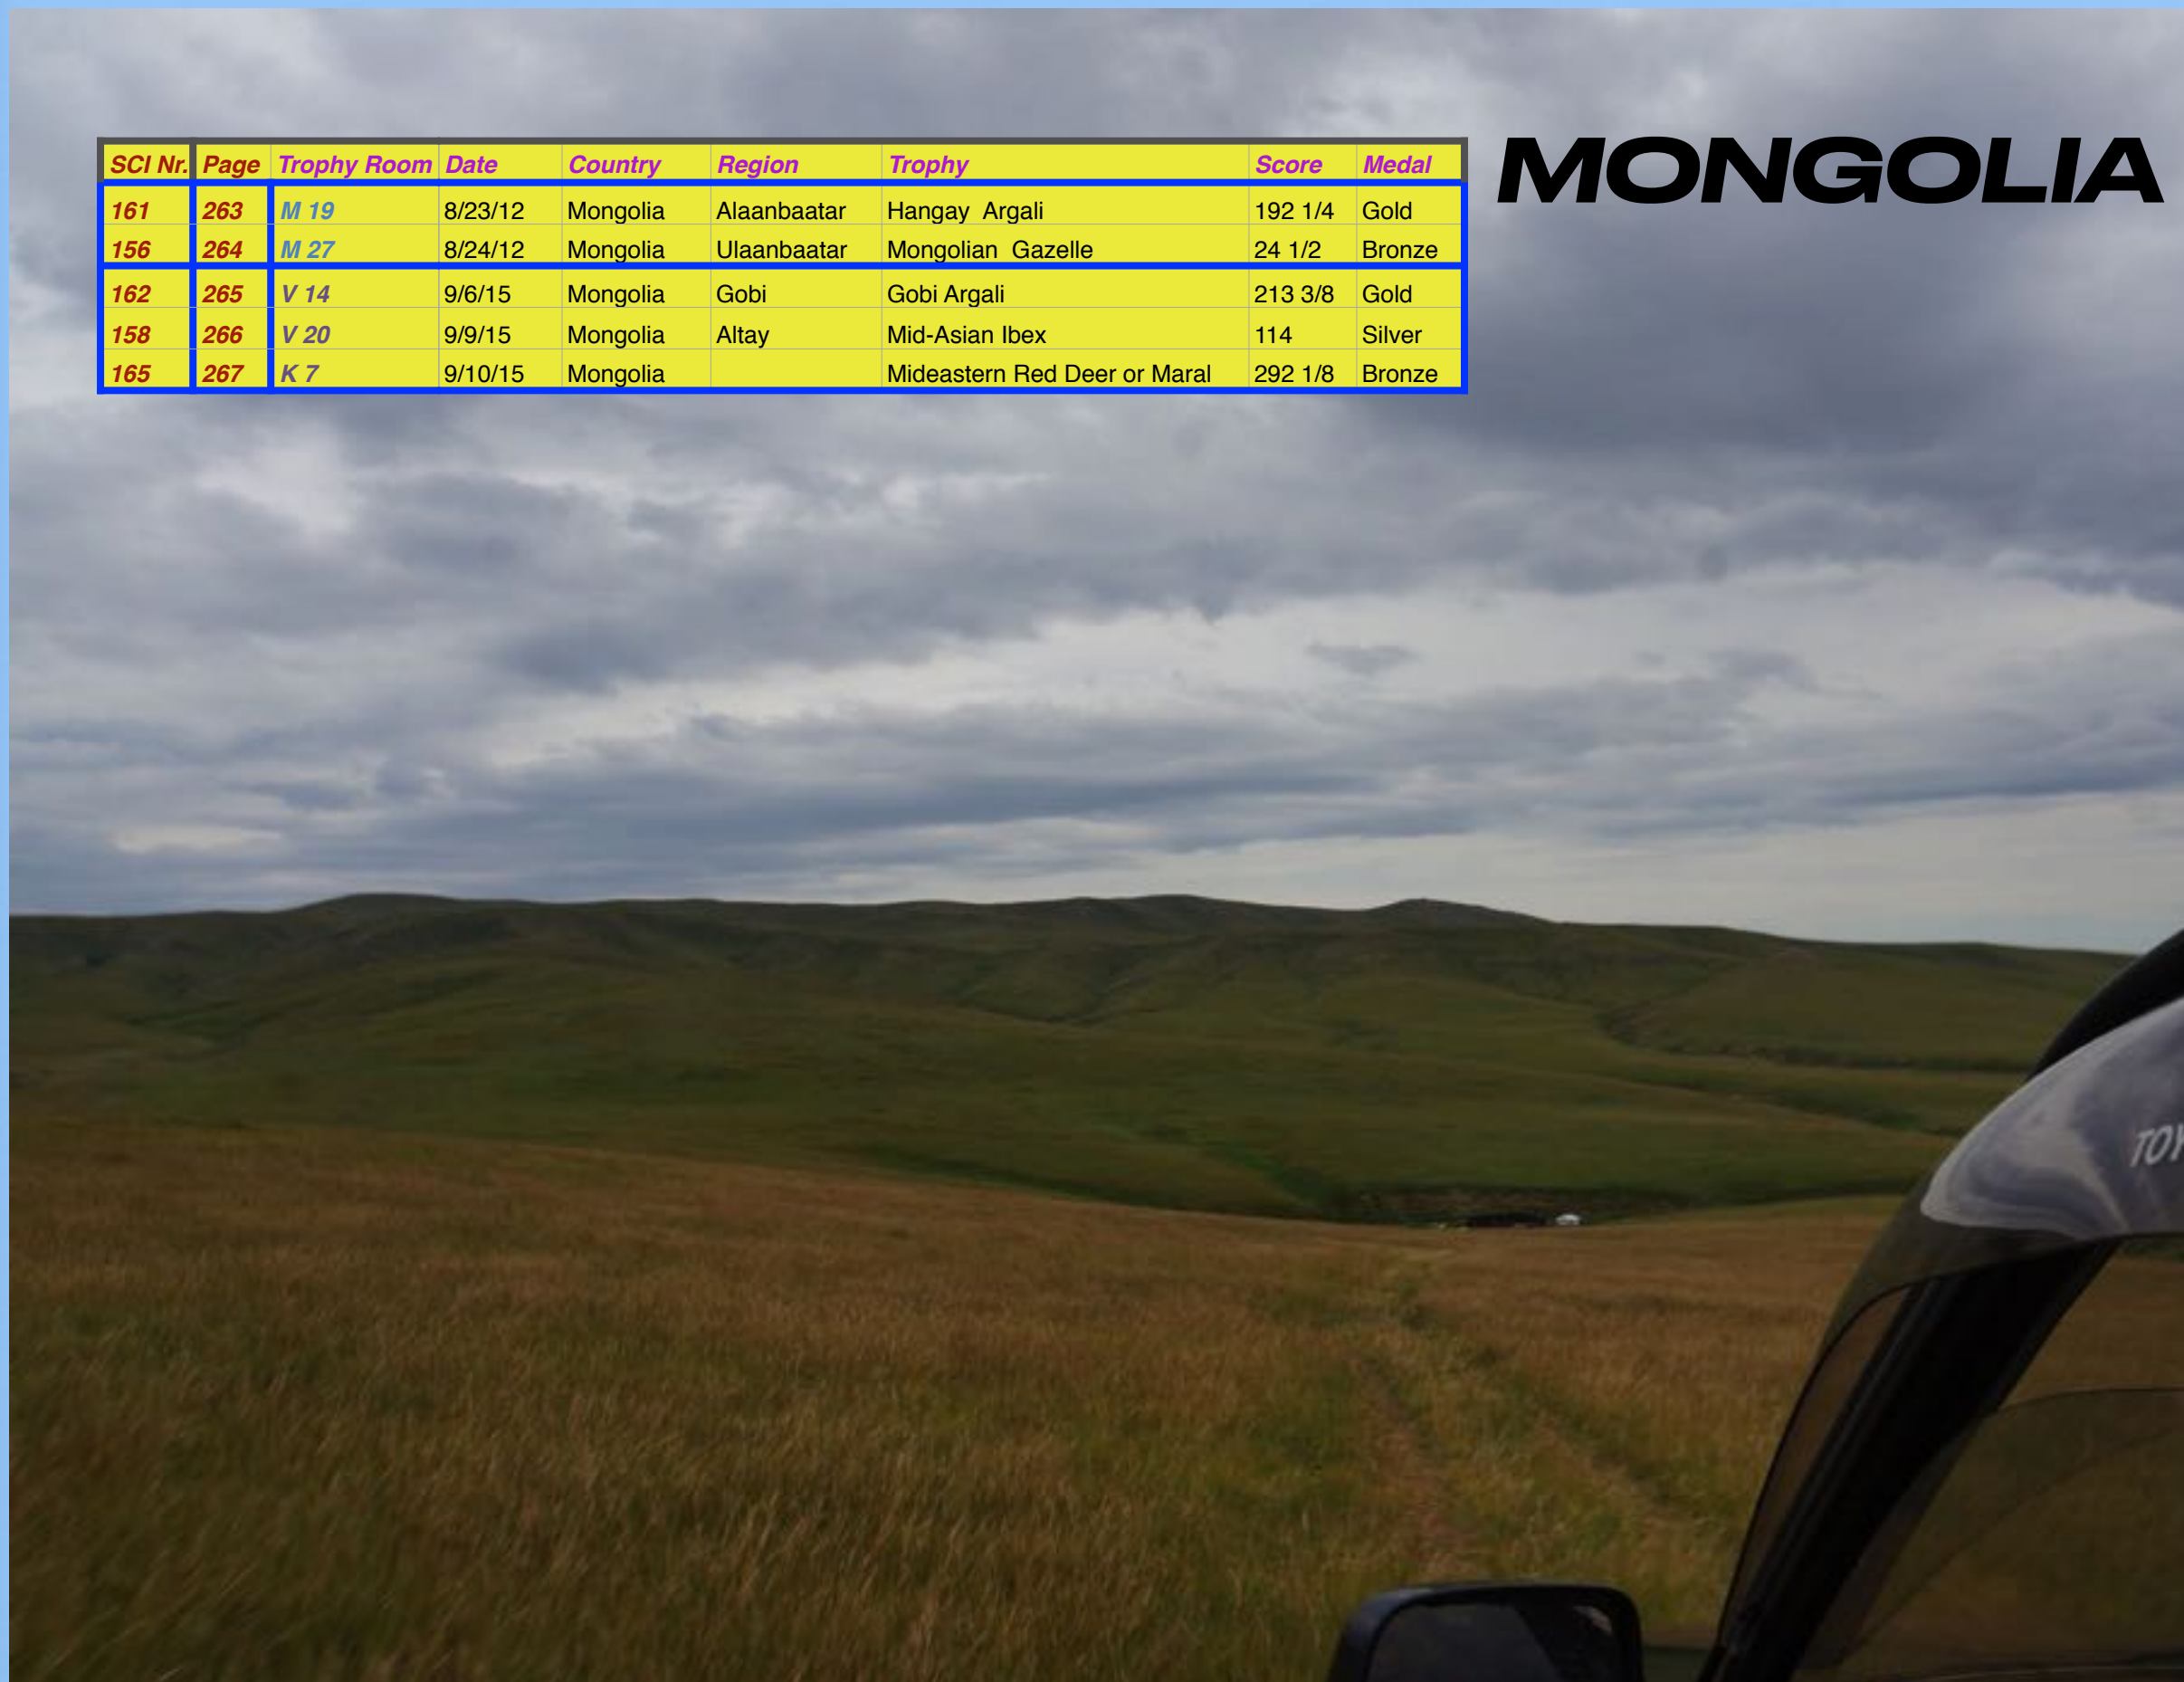 SCI Nr. Page Trophy Room Date Country Region Trophy Score Medal
161 263 M 19 8/23/12 Mongolia Alaanbaatar Hangay Argali 192 1/4 Gold
156 264 M 27 8/24/12 Mongolia Ulaanbaatar Mongolian Gazelle 24 1/2 Bronze
162 265 V 14 9/6/15 Mongolia Gobi Gobi Argali 213 3/8 Gold
158 266 V 20 9/9/15 Mongolia Altay Mid-Asian Ibex 114 Silver
165 267 K 7 9/10/15 Mongolia Mideastern Red Deer or Maral 292 1/8 Bronze
MONGOLIA
TOY